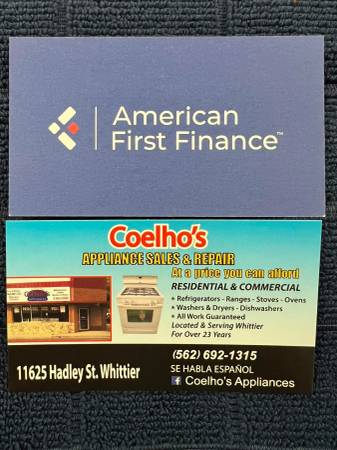 American
First Finance™
Coelho's
APPLIANCE SALES & REPAIR
At a price you can afford
RESIDENTIAL & COMMERCIAL
• Refrigerators - Ranges - Stoves - Ovens
• Washers & Dryers - Dishwashers
• All Work Guaranteed
Located & Serving Whittier
For Over 23 Years
(562) 692-1315
11625 Hadley St. Whittier
SE HABLA ESPAÑOL
f Coelho's Appliances